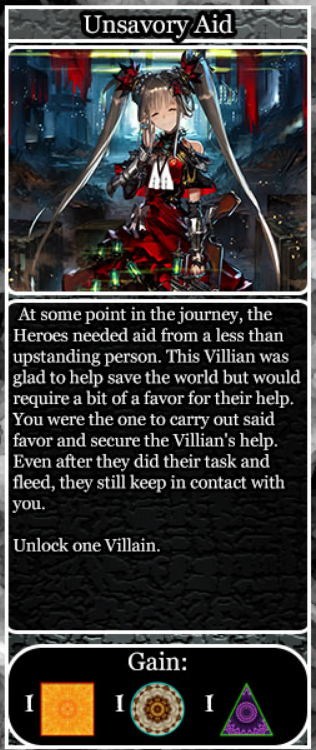 Unsavory Aid
At some point in the journey, the
Heroes needed aid from a less than
upstanding person. This Villian was
glad to help save the world but would
require a bit of a favor for their help.
You were the one to carry out said
favor and secure the Villian's help.
Even after they did their task and
fleed, they still keep in contact with
you.
Unlock one Villain.
Gain:
1 1 1